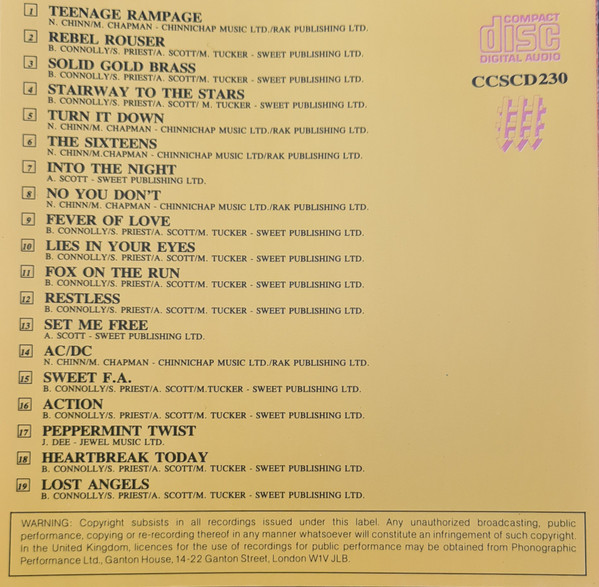 1 TEENAGE RAMPAGE
N. CHINN/M. CHAPMAN - CHINNICHAP MUSIC LTD./RAK PUBLISHING LTD.
2 REBEL ROUSER
B. CONNOLLY/S. PRIEST/A. SCOTT/M. TUCKER - SWEET PUBLISHING LTD.
3 SOLID GOLD BRASS
B. CONNOLLY/S. PRIEST/A. SCOTT/M. TUCKER - SWEET PUBLISHING LTD.
4 STAIRWAY TO THE STARS
B. CONNOLLY/S. PRIEST/A. SCOTT/ M. TUCKER - SWEET PUBLISHING LTD.
5 TURN IT DOWN
N. CHINN/M. CHAPMAN - CHINNICHAP MUSIC LTD./RAK PUBLISHING LTD.
6 THE SIXTEENS
N. CHINN/M.CHAPMAN - CHINNICHAP MUSIC LTD/RAK PUBLISHING LTD.
7 INTO THE NIGHT
A. SCOTT - SWEET PUBLISHING LTD.
8 NO YOU DON'T
N. CHINN/M. CHAPMAN - CHINNICHAP MUSIC LTD./RAK PUBLISHING LTD.
9 FEVER OF LOVE
B. CONNOLLY/S. PRIEST/A. SCOTT/M. TUCKER - SWEET PUBLISHING LTD.
10 LIES IN YOUR EYES
B. CONNOLLY/S. PRIEST/A. SCOTT/M. TUCKER - SWEET PUBLISHING LTD.
11 FOX ON THE RUN
B. CONNOLLY/S. PRIEST/A. SCOTT/M. TUCKER - SWEET PUBLISHING LTD.
12 RESTLESS
B. CONNOLLY/S. PRIEST/A. SCOTT/M. TUCKER - SWEET PUBLISHING LTD.
13 SET ME FREE
A. SCOTT - SWEET PUBLISHING LTD.
14 AC/DC
N. CHINN/M. CHAPMAN - CHINNICHAP MUSIC LTD./RAK PUBLISHING LTD.
15 SWEET F.A.
B. CONNOLLY/S. PRIEST/A. SCOTT/M.TUCKER - SWEET PUBLISHING LTD.
16 ACTION
B. CONNOLLY/S. PRIEST/A. SCOTT/M. TUCKER - SWEET PUBLISHING LTD.
17 PEPPERMINT TWIST
J. DEE - JEWEL MUSIC LTD.
18 HEARTBREAK TODAY
B. CONNOLLY/S. PRIEST/A. SCOTT/M. TUCKER - SWEET PUBLISHING LTD.
19 LOST ANGELS
B. CONNOLLY/S. PRIEST/A. SCOTT/M. TUCKER - SWEET PUBLISHING LTD.
COMPACT
disc
DIGITAL AUDIO
CCSCD230
WARNING: Copyright subsists in all recordings issued under this label. Any unauthorized broadcasting, public
performance, copying or re-recording thereof in any manner whatsoever will constitute an infringement of such copyright.
In the United Kingdom, licences for the use of recordings for public performance may be obtained from Phonographic
Performance Ltd., Ganton House, 14-22 Ganton Street, London W1V JLB.